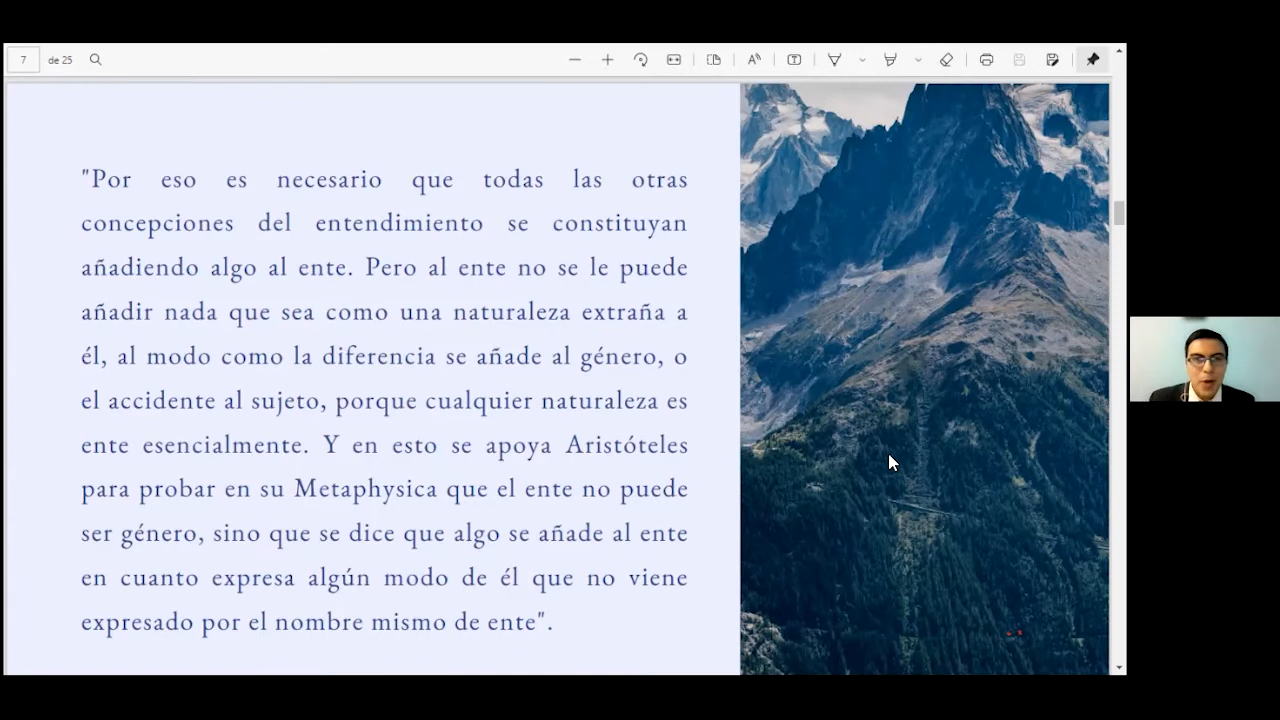 7 de 25
"Por eso es necesario que todas las otras
concepciones del entendimiento se constituyan
añadiendo algo al ente. Pero al ente no se le puede
añadir nada que sea como una naturaleza extraña a
él, al modo como la diferencia se añade al género, o
el accidente al sujeto, porque cualquier naturaleza es
ente esencialmente. Y en esto se apoya Aristóteles
para probar en su Metaphysica que el ente no puede
ser género, sino que se dice que algo se añade al ente
en cuanto expresa algún modo de él que no viene
expresado por el nombre mismo de ente".